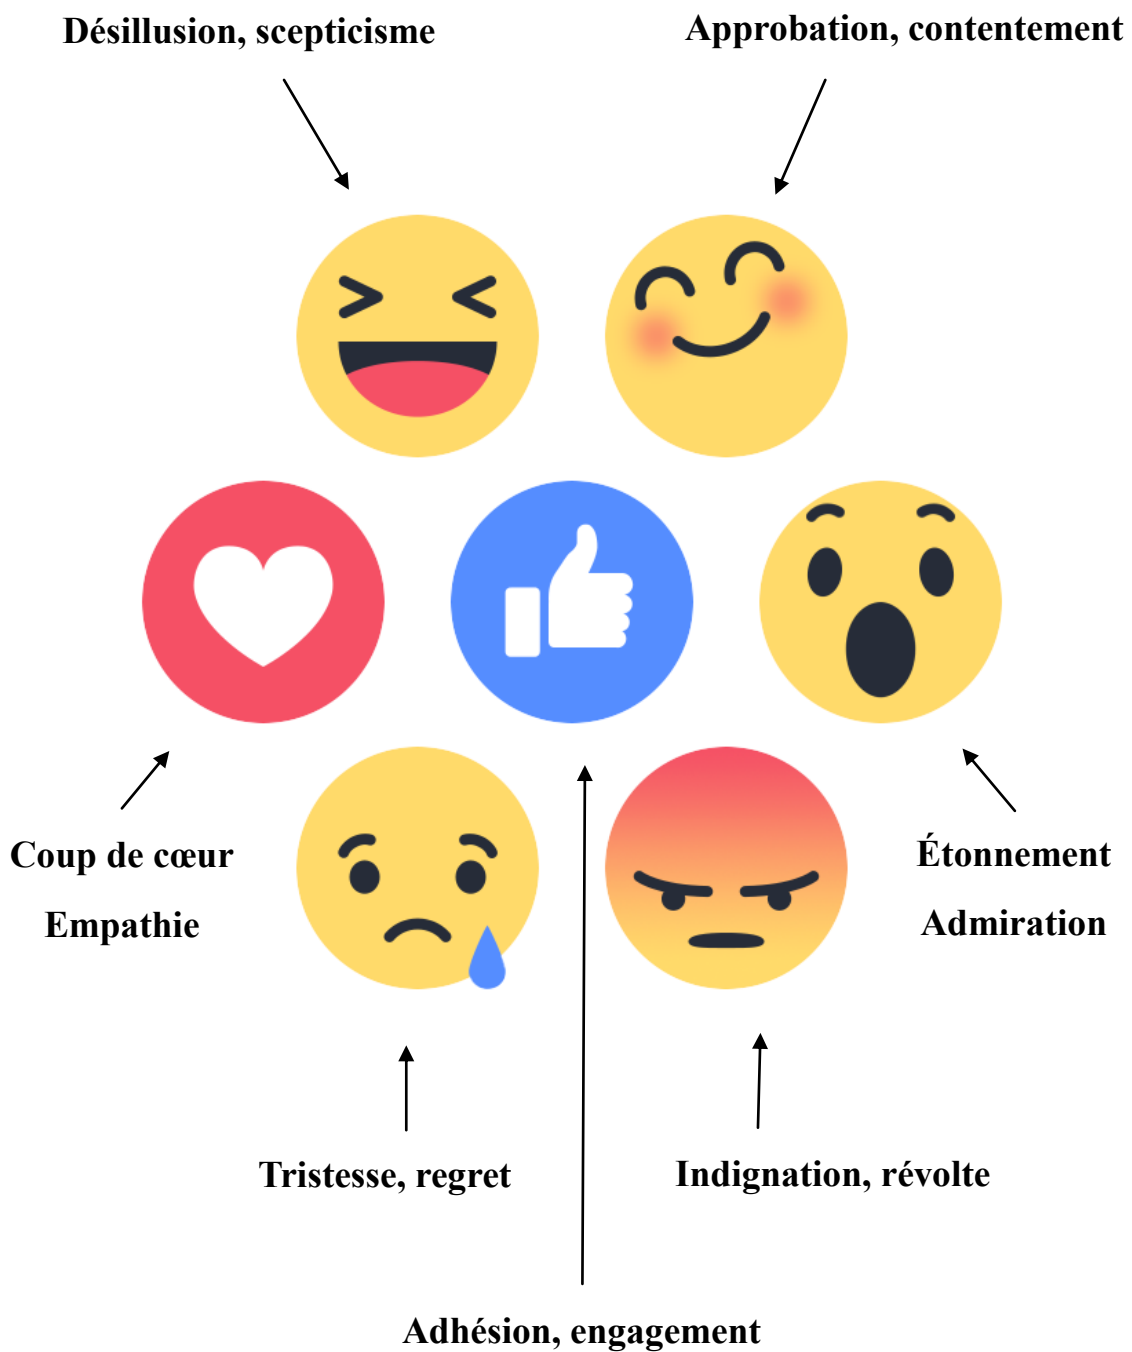 Désillusion, scepticisme
Approbation, contentement
Coup de cœur
Empathie
Étonnement
Admiration
Tristesse, regret
Indignation, révolte
Adhésion, engagement